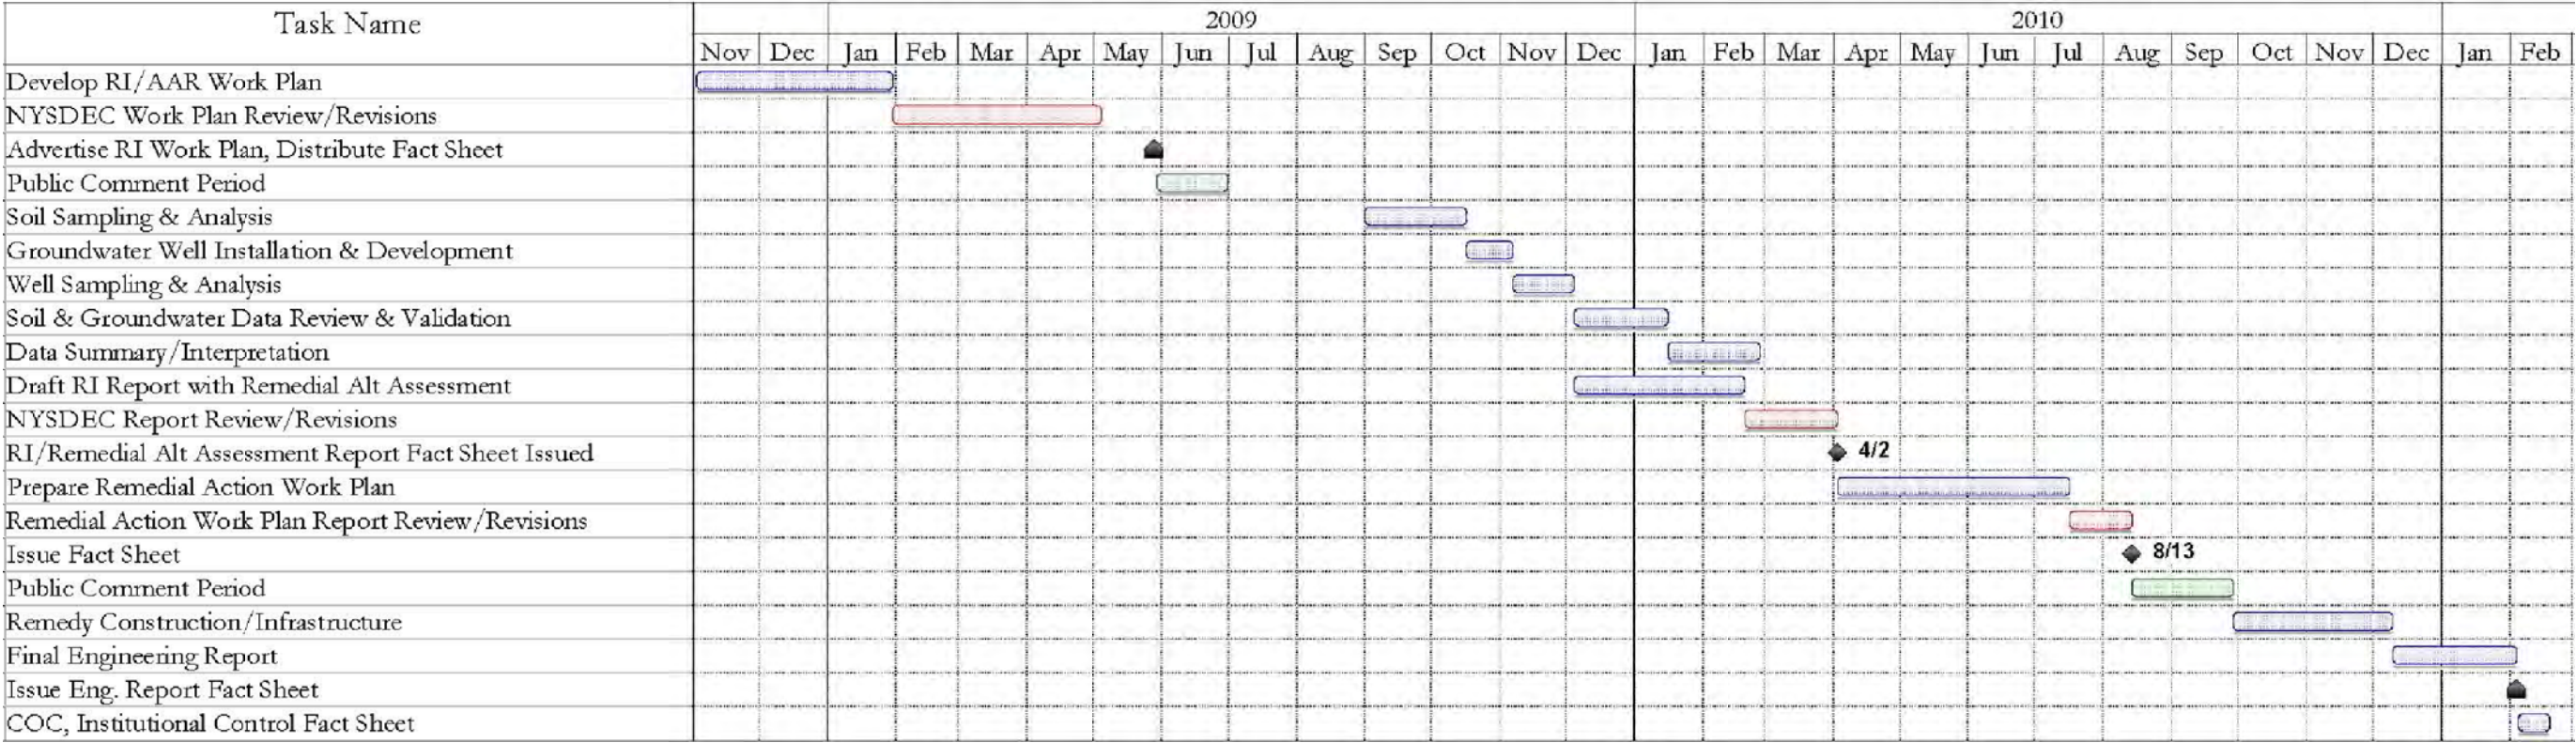 Task Name
2009
2010
Nov Dec Jan Feb Mar Apr May Jun Jul Aug Sep Oct Nov Dec Jan Feb Mar Apr May Jun Jul Aug Sep Oct Nov Dec Jan Feb
Develop RI/AAR Work Plan
NYSDEC Work Plan Review/Revisions
Advertise RI Work Plan, Distribute Fact Sheet
Public Comment Period
Soil Sampling & Analysis
Groundwater Well Installation & Development
Well Sampling & Analysis
Soil & Groundwater Data Review & Validation
Data Summary/Interpretation
Draft RI Report with Remedial Alt Assessment
NYSDEC Report Review/Revisions
RI/Remedial Alt Assessment Report Fact Sheet Issued 4/2
Prepare Remedial Action Work Plan
Remedial Action Work Plan Report Review/Revisions
Issue Fact Sheet 8/13
Public Comment Period
Remedy Construction/Infrastructure
Final Engineering Report
Issue Eng. Report Fact Sheet
COC, Institutional Control Fact Sheet